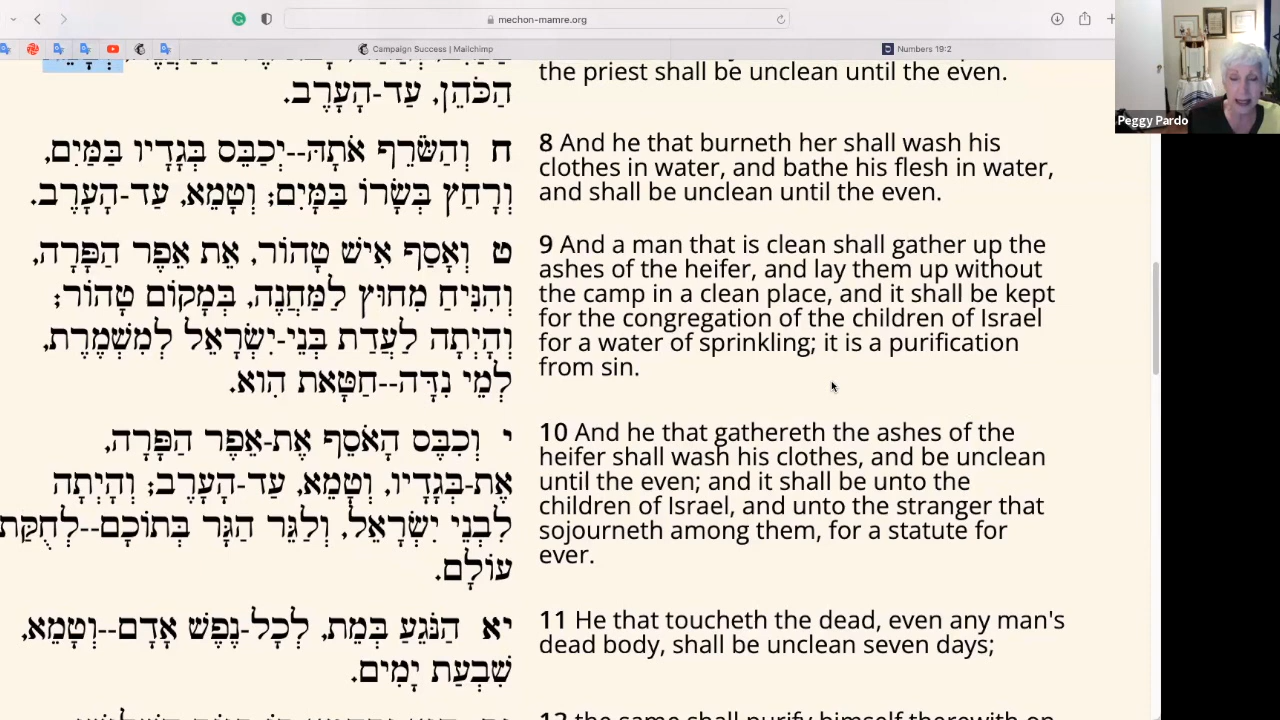 mechon-mamre.org
Campaign Success | Mailchimp
Numbers 19:2
הַכֹּהֵן, עַד-הָעָרֶב.
the priest shall be unclean until the even.
ח וְהַשֹּׂרֵף אֹתָהּ--יְכַבֵּס בְּגָדָיו בַּמַּיִם,
וְרָחַץ בְּשָׂרוֹ בַּמָּיִם; וְטָמֵא, עַד-הָעָרֶב.
8 And he that burneth her shall wash his
clothes in water, and bathe his flesh in water,
and shall be unclean until the even.
ט וְאָסַף אִישׁ טָהוֹר, אֵת אֵפֶר הַפָּרָה,
וְהִנִּיחַ מִחוּץ לַמַּחֲנֶה, בְּמָקוֹם טָהוֹר;
וְהָיְתָה לַעֲדַת בְּנֵי-יִשְׂרָאֵל לְמִשְׁמֶרֶת,
לְמֵי נִדָּה--חַטָּאת הִוא.
9 And a man that is clean shall gather up the
ashes of the heifer, and lay them up without
the camp in a clean place, and it shall be kept
for the congregation of the children of Israel
for a water of sprinkling; it is a purification
from sin.
י וְכִבֶּס הָאֹסֵף אֶת-אֵפֶר הַפָּרָה,
אֶת-בְּגָדָיו, וְטָמֵא, עַד-הָעָרֶב; וְהָיְתָה
לִבְנֵי יִשְׂרָאֵל, וְלַגֵּר הַגָּר בְּתוֹכָם--לְחֻקַּת
עוֹלָם.
10 And he that gathereth the ashes of the
heifer shall wash his clothes, and be unclean
until the even; and it shall be unto the
children of Israel, and unto the stranger that
sojourneth among them, for a statute for
ever.
יא הַנֹּגֵעַ בְּמֵת, לְכָל-נֶפֶשׁ אָדָם--וְטָמֵא,
שִׁבְעַת יָמִים.
11 He that toucheth the dead, even any man's
dead body, shall be unclean seven days;
12 the same shall purify himself therewith on
Peggy Pardo